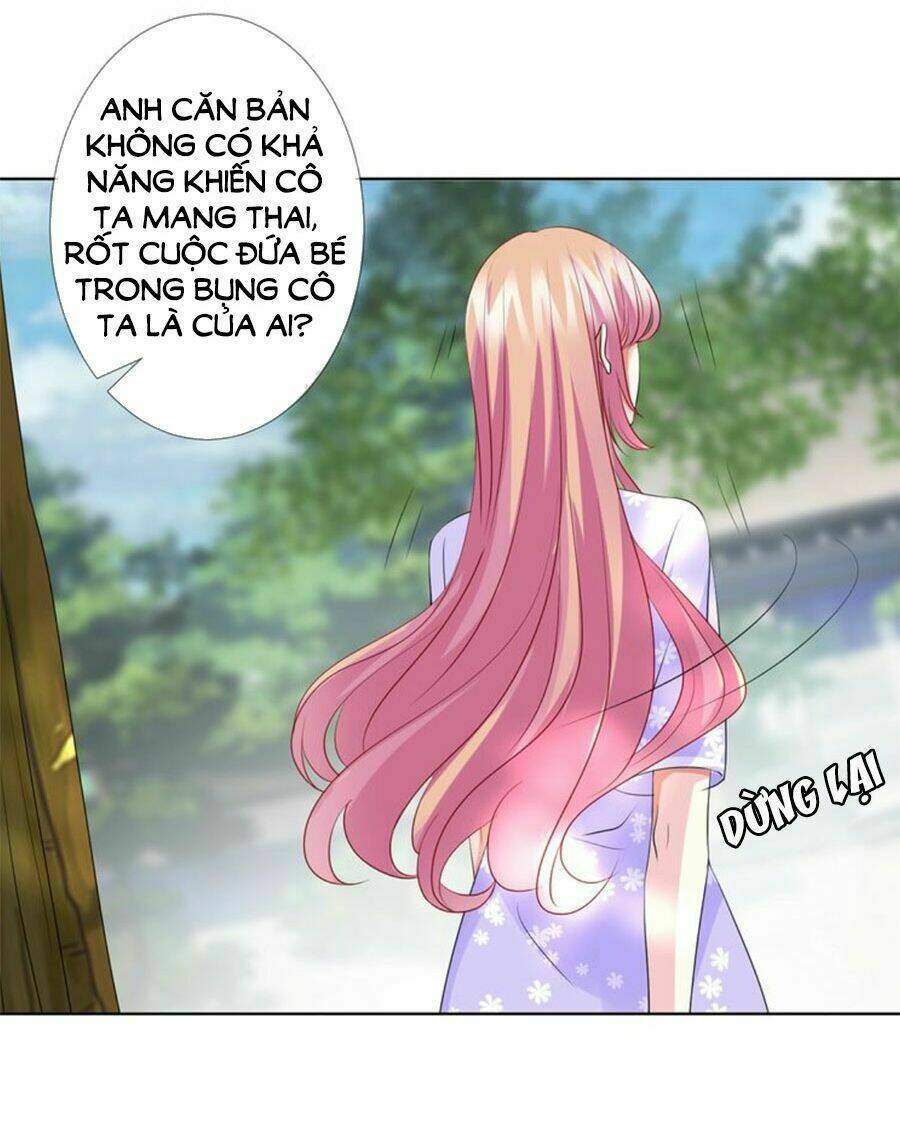 ANH CĂN BẢN
KHÔNG CÓ KHẢ
NĂNG KHIẾN CÔ
TA MANG THAI,
RỐT CUỘC ĐỨA BÉ
TRONG BỤNG CÔ
TA LÀ CỦA AI?
DỪNG LẠI